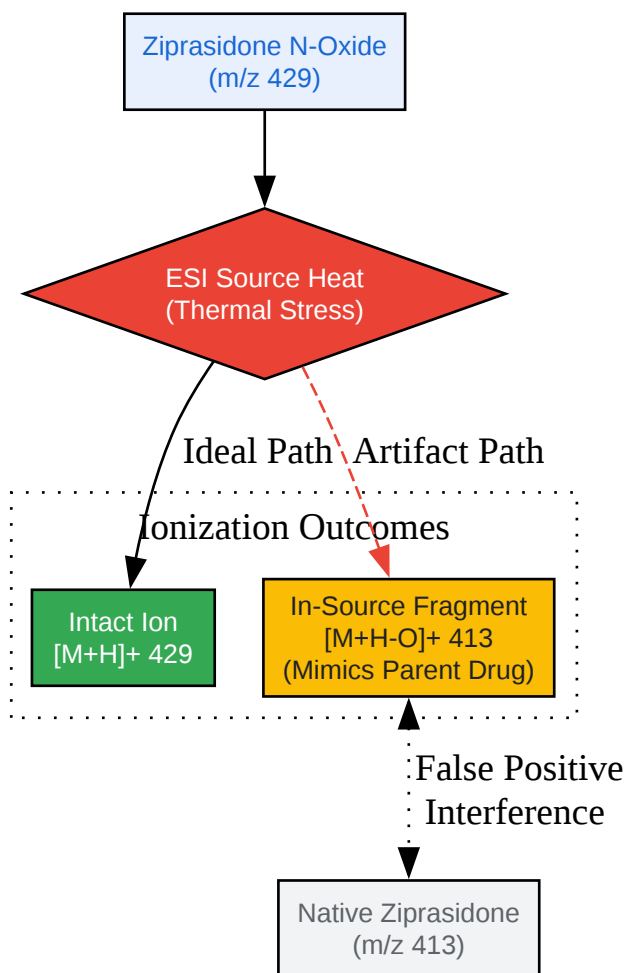 Ziprasidone N-Oxide
(m/z 429)
ESI Source Heat
(Thermal Stress)
Ideal Path
Artifact Path
Ionization Outcomes
Intact Ion
[M+H]+ 429
In-Source Fragment
[M+H-O]+ 413
(Mimics Parent Drug)
False Positive
Interference
Native Ziprasidone
(m/z 413)